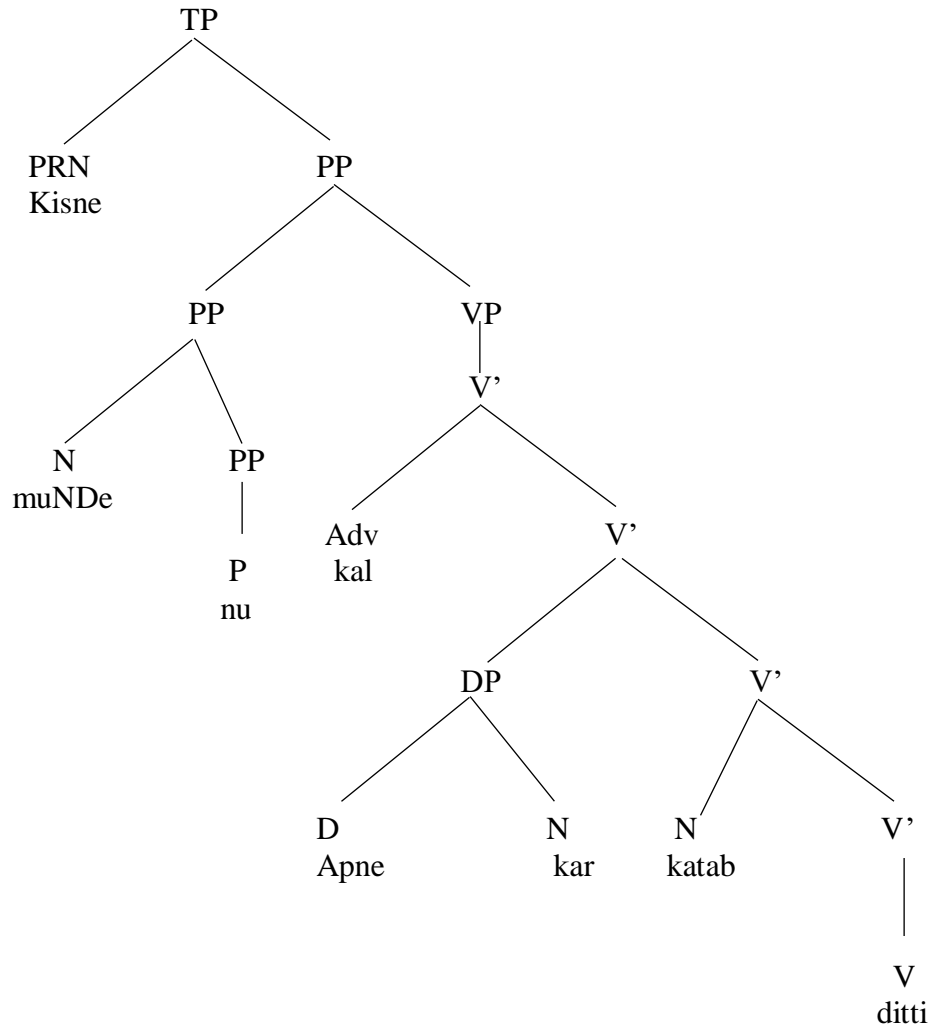 TP
PRN PP
Kisne
PP VP
V’
N PP
muNDe
Adv V’
kal
P
nu
DP V’
D N N V’
Apne kar katab
V
ditti